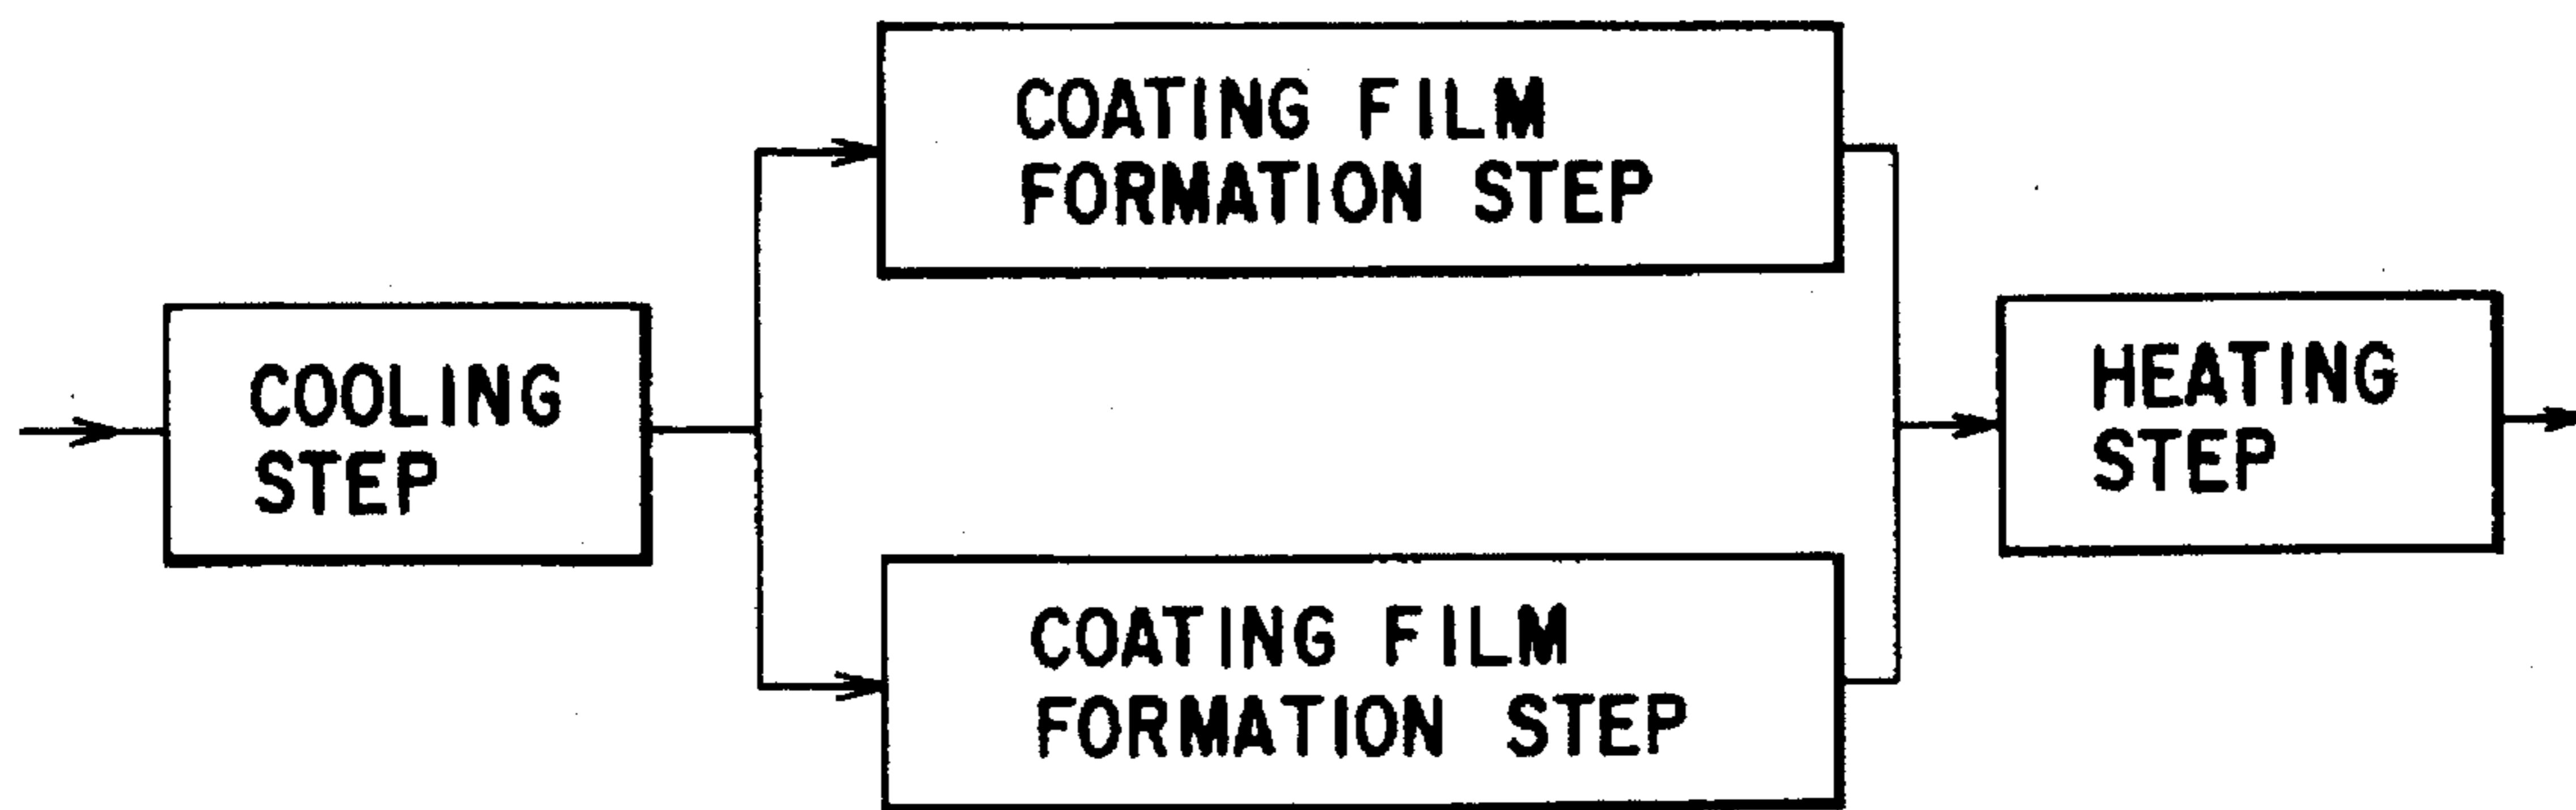 COOLING
STEP
COATING FILM
FORMATION STEP
COATING FILM
FORMATION STEP
HEATING
STEP